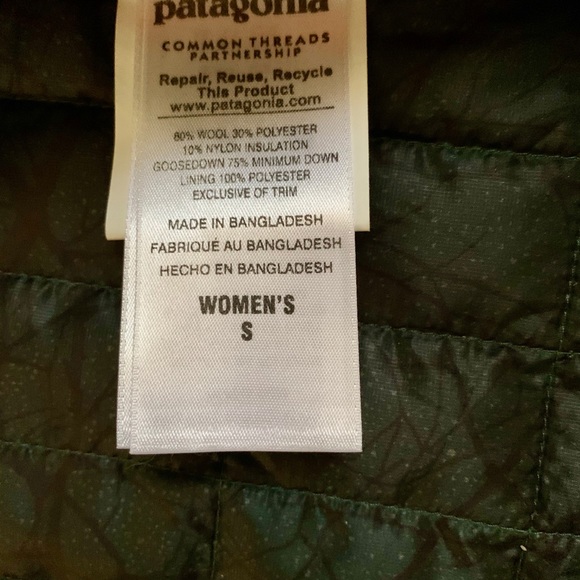 patagonia
COMMON THREADS
PARTNERSHIP
Repair, Reuse, Recycle
This Product
www.patagonia.com
60% WOOL 30% POLYESTER
10% NYLON INSULATION
GOOSEDOWN 75% MINIMUM DOWN
LINING 100% POLYESTER
EXCLUSIVE OF TRIM
MADE IN BANGLADESH
FABRIQUÉ AU BANGLADESH
HECHO EN BANGLADESH
WOMEN'S
S